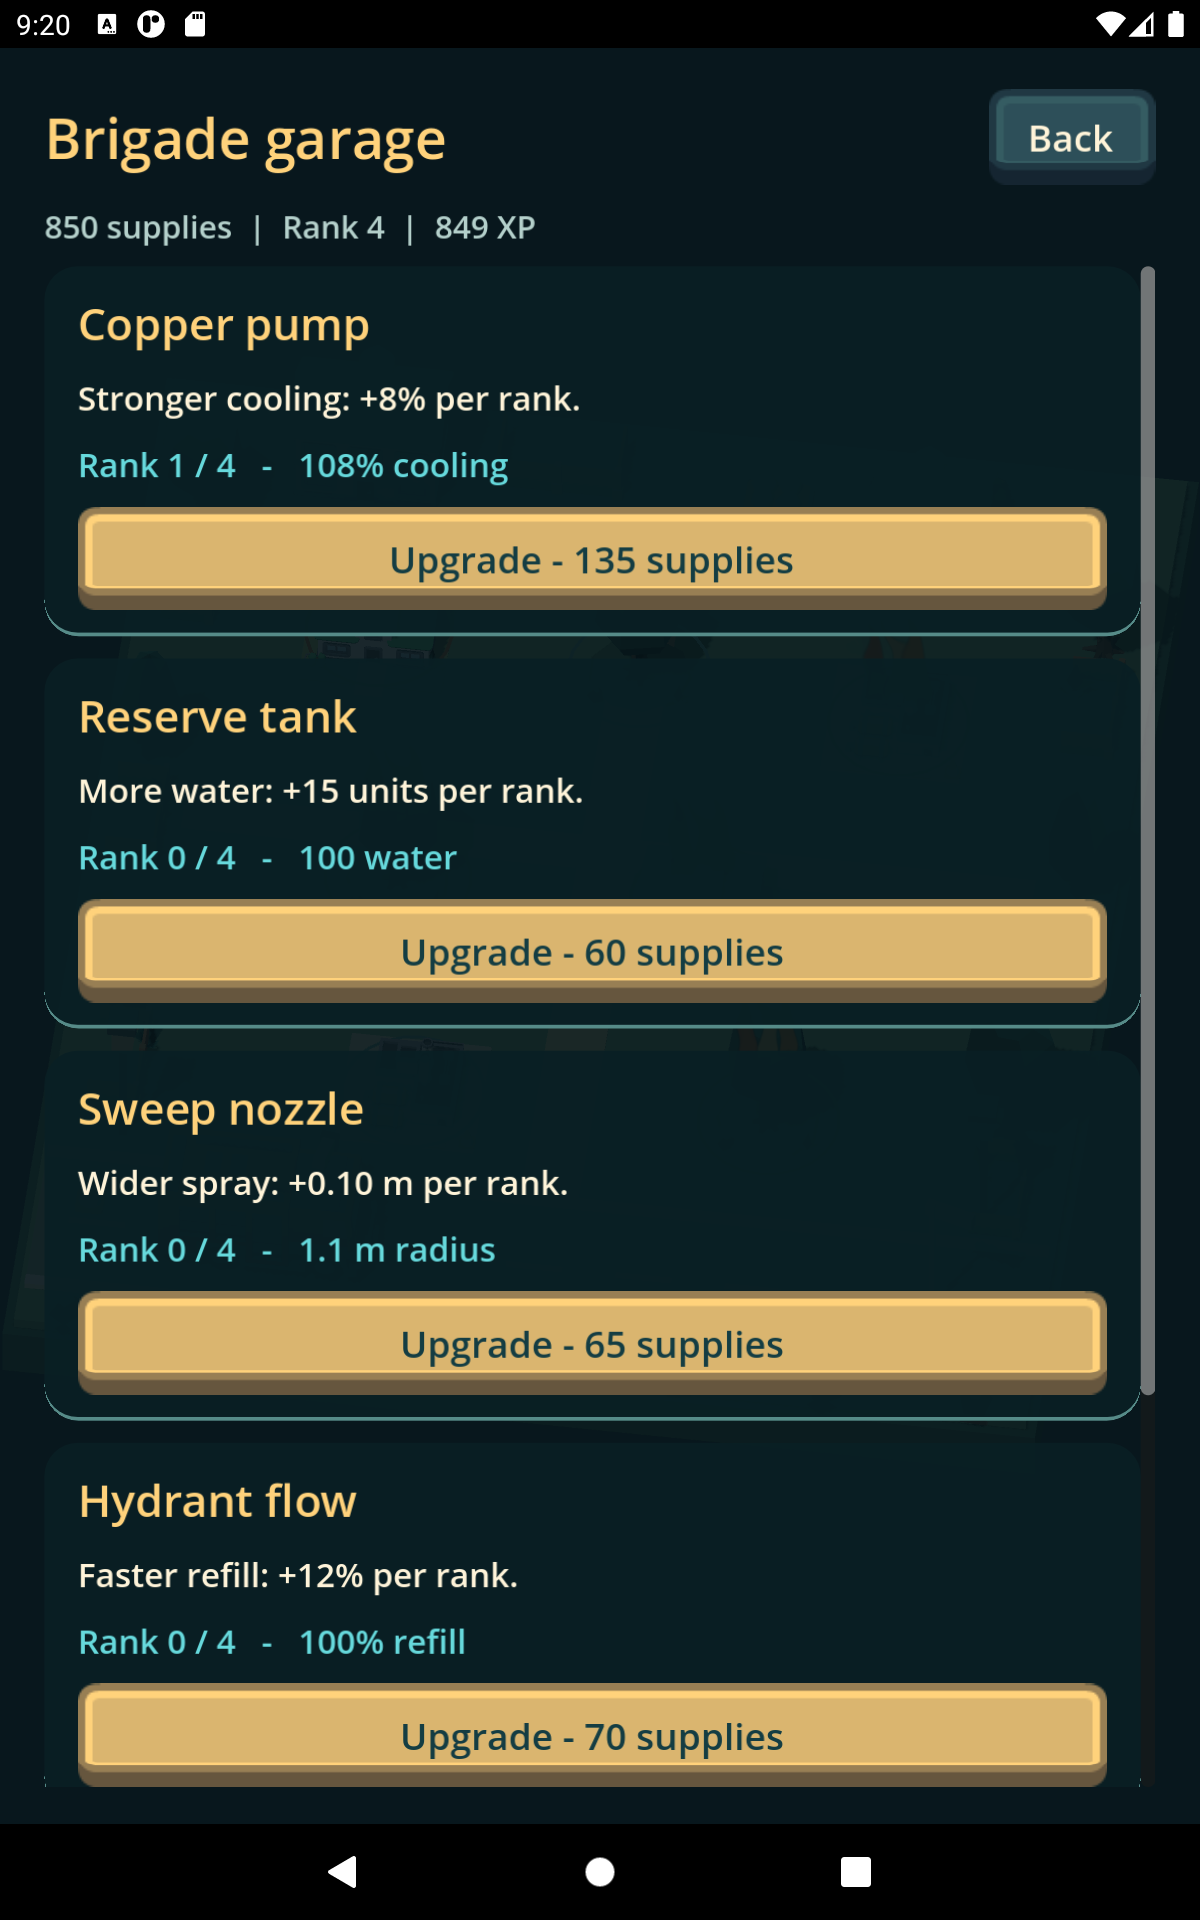 9:20
Brigade garage
Back
850 supplies | Rank 4 | 849 XP
Copper pump
Stronger cooling: +8% per rank.
Rank 1 / 4 - 108% cooling
Upgrade - 135 supplies
Reserve tank
More water: +15 units per rank.
Rank 0 / 4 - 100 water
Upgrade - 60 supplies
Sweep nozzle
Wider spray: +0.10 m per rank.
Rank 0 / 4 - 1.1 m radius
Upgrade - 65 supplies
Hydrant flow
Faster refill: +12% per rank.
Rank 0 / 4 - 100% refill
Upgrade - 70 supplies